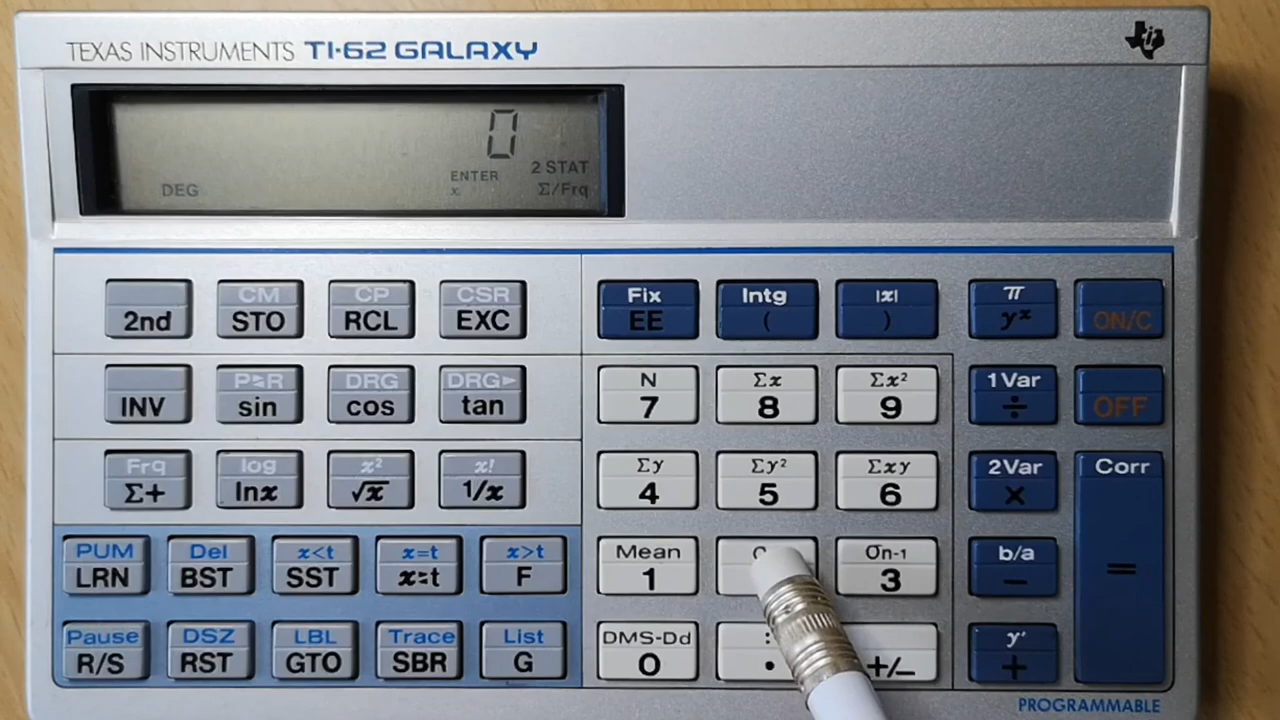 TEXAS INSTRUMENTS TI-62 GALAXY
0
ENTER 2 STAT
DEG x Σ/Frq
CM CP CSR Fix Intg |x| π
2nd STO RCL EXC EE ( ) yˣ ON/C
P►R DRG DRG► N Σx Σx² 1Var
INV sin cos tan 7 8 9 ÷ OFF
Frq log x² x! Σy Σy² Σxy 2Var Corr
Σ+ lnx √x 1/x 4 5 6 ×
PUM Del x<t x=t x>t Mean σn-1 b/a
LRN BST SST x⇄t F 1 3 − =
Pause DSZ LBL Trace List DMS-Dd y'
R/S RST GTO SBR G 0 . +/− +
PROGRAMMABLE